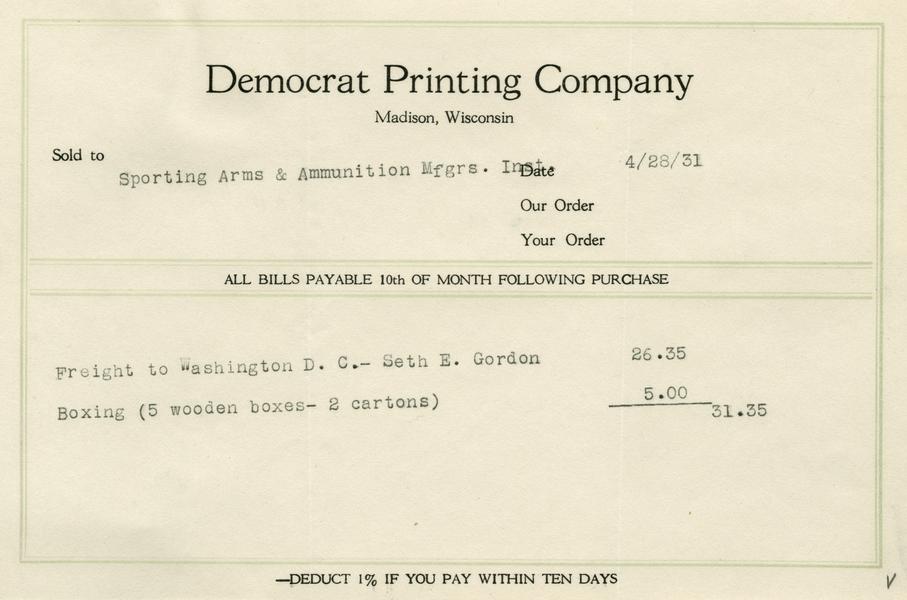 Democrat Printing Company
Madison, Wisconsin
Sold to
Sporting Arms & Ammunition Mfgrs. Inst.
Date 4/28/31
Our Order
Your Order
ALL BILLS PAYABLE 10th OF MONTH FOLLOWING PURCHASE
Freight to Washington D. C.— Seth E. Gordon 26.35
Boxing (5 wooden boxes- 2 cartons) 5.00
31.35
—DEDUCT 1% IF YOU PAY WITHIN TEN DAYS